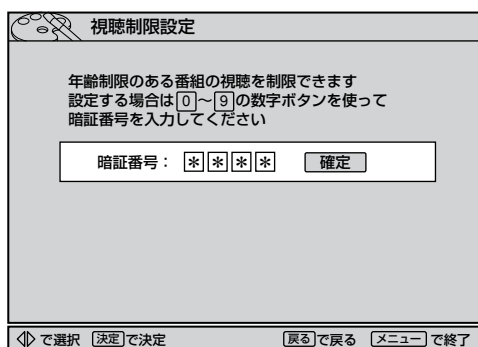 視聴制限設定
年齢制限のある番組の視聴を制限できます
設定する場合は0～9の数字ボタンを使って
暗証番号を入力してください
暗証番号： ＊＊＊＊ 確定
で選択 決定で決定 戻るで戻る メニューで終了